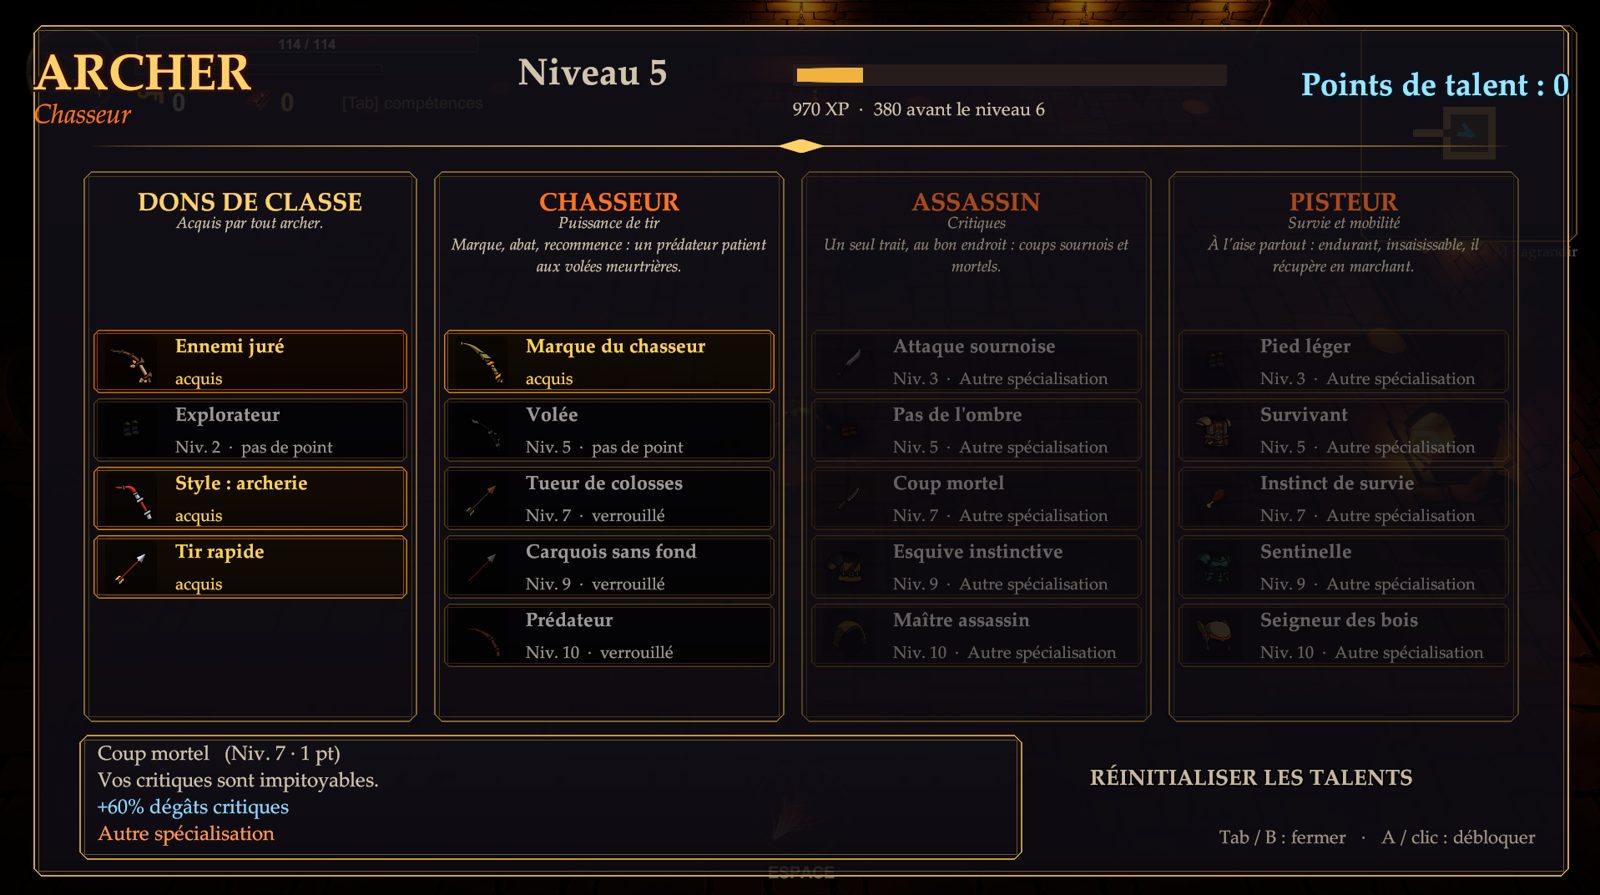 114 / 114
ARCHER
Chasseur
0
0
[Tab] compétences
Niveau 5
970 XP · 380 avant le niveau 6
Points de talent : 0
DONS DE CLASSE
Acquis par tout archer.
Ennemi juré
acquis
Explorateur
Niv. 2 · pas de point
Style : archerie
acquis
Tir rapide
acquis
CHASSEUR
Puissance de tir
Marque, abat, recommence : un prédateur patient
aux volées meurtrières.
Marque du chasseur
acquis
Volée
Niv. 5 · pas de point
Tueur de colosses
Niv. 7 · verrouillé
Carquois sans fond
Niv. 9 · verrouillé
Prédateur
Niv. 10 · verrouillé
ASSASSIN
Critiques
Un seul trait, au bon endroit : coups sournois et
mortels.
Attaque sournoise
Niv. 3 · Autre spécialisation
Pas de l'ombre
Niv. 5 · Autre spécialisation
Coup mortel
Niv. 7 · Autre spécialisation
Esquive instinctive
Niv. 9 · Autre spécialisation
Maître assassin
Niv. 10 · Autre spécialisation
PISTEUR
Survie et mobilité
À l'aise partout : endurant, insaisissable, il
récupère en marchant.
M : agrandir
Pied léger
Niv. 3 · Autre spécialisation
Survivant
Niv. 5 · Autre spécialisation
Instinct de survie
Niv. 7 · Autre spécialisation
Sentinelle
Niv. 9 · Autre spécialisation
Seigneur des bois
Niv. 10 · Autre spécialisation
Coup mortel (Niv. 7 · 1 pt)
Vos critiques sont impitoyables.
+60% dégâts critiques
Autre spécialisation
RÉINITIALISER LES TALENTS
Tab / B : fermer · A / clic : débloquer
ESPACE